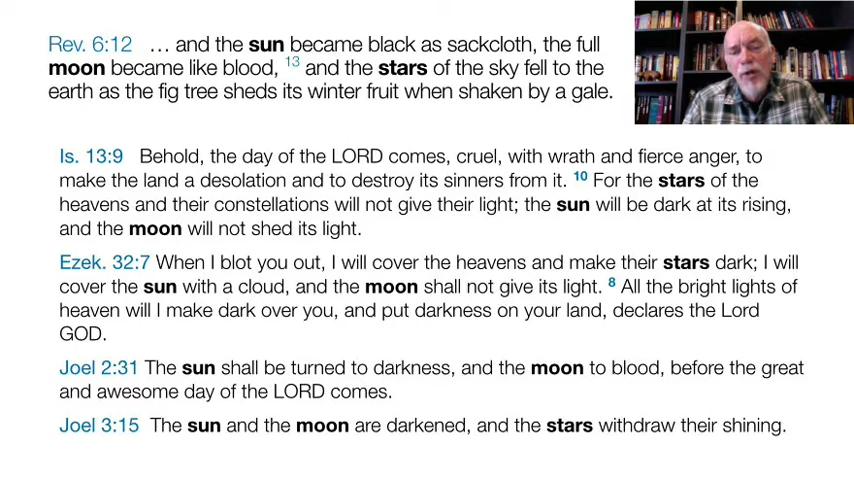 Rev. 6:12 … and the sun became black as sackcloth, the full
moon became like blood, 13 and the stars of the sky fell to the
earth as the fig tree sheds its winter fruit when shaken by a gale.
Is. 13:9 Behold, the day of the LORD comes, cruel, with wrath and fierce anger, to
make the land a desolation and to destroy its sinners from it. 10 For the stars of the
heavens and their constellations will not give their light; the sun will be dark at its rising,
and the moon will not shed its light.
Ezek. 32:7 When I blot you out, I will cover the heavens and make their stars dark; I will
cover the sun with a cloud, and the moon shall not give its light. 8 All the bright lights of
heaven will I make dark over you, and put darkness on your land, declares the Lord
GOD.
Joel 2:31 The sun shall be turned to darkness, and the moon to blood, before the great
and awesome day of the LORD comes.
Joel 3:15 The sun and the moon are darkened, and the stars withdraw their shining.